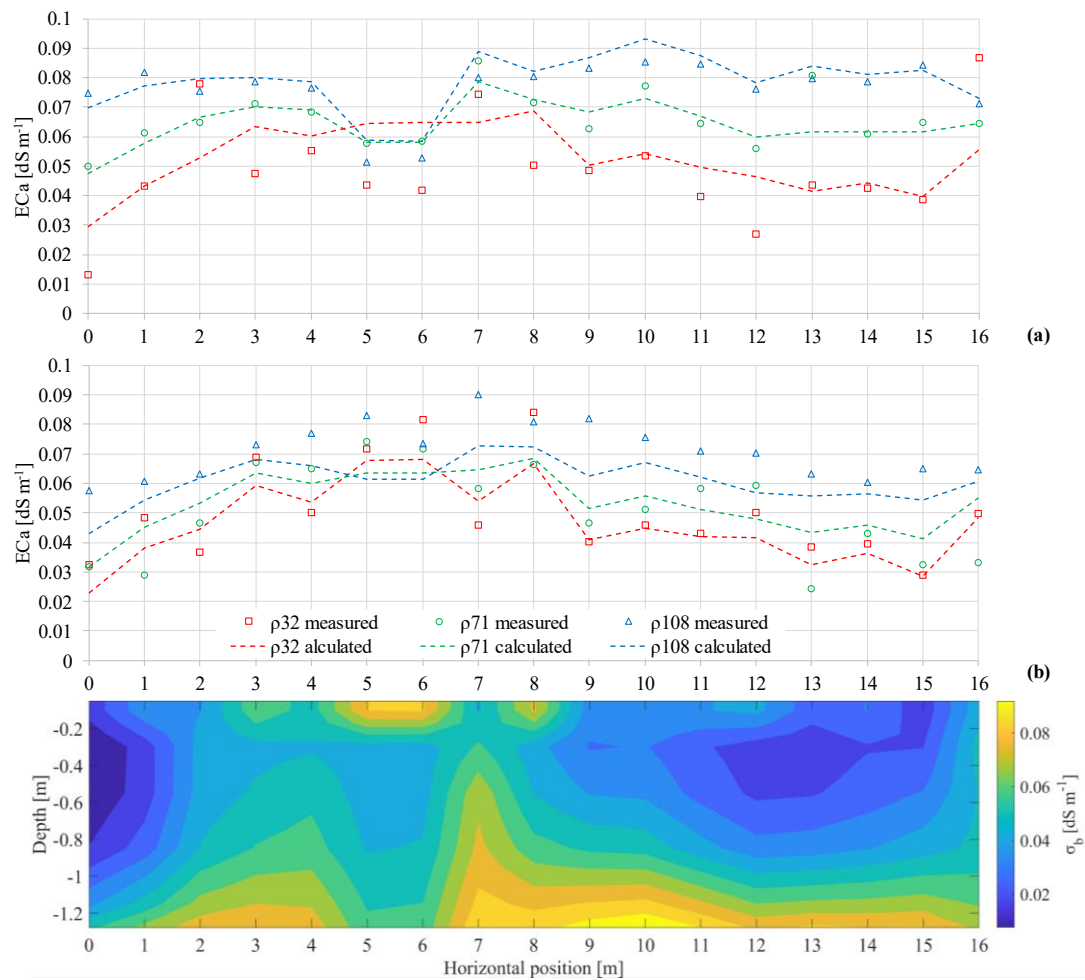 0.1
0.09
0.08
0.07
0.06
0.05
0.04
0.03
0.02
0.01
0
ECa [dS m⁻¹]
0 1 2 3 4 5 6 7 8 9 10 11 12 13 14 15 16
(a)
0.1
0.09
0.08
0.07
0.06
0.05
0.04
0.03
0.02
0.01
0
ECa [dS m⁻¹]
ρ32 measured ρ71 measured ρ108 measured
ρ32 alculated ρ71 calculated ρ108 calculated
0 1 2 3 4 5 6 7 8 9 10 11 12 13 14 15 16
(b)
-0.2
-0.4
-0.6
-0.8
-1
-1.2
Depth [m]
0 1 2 3 4 5 6 7 8 9 10 11 12 13 14 15 16
Horizontal position [m]
0.08
0.06
0.04
0.02
σ_b [dS m⁻¹]